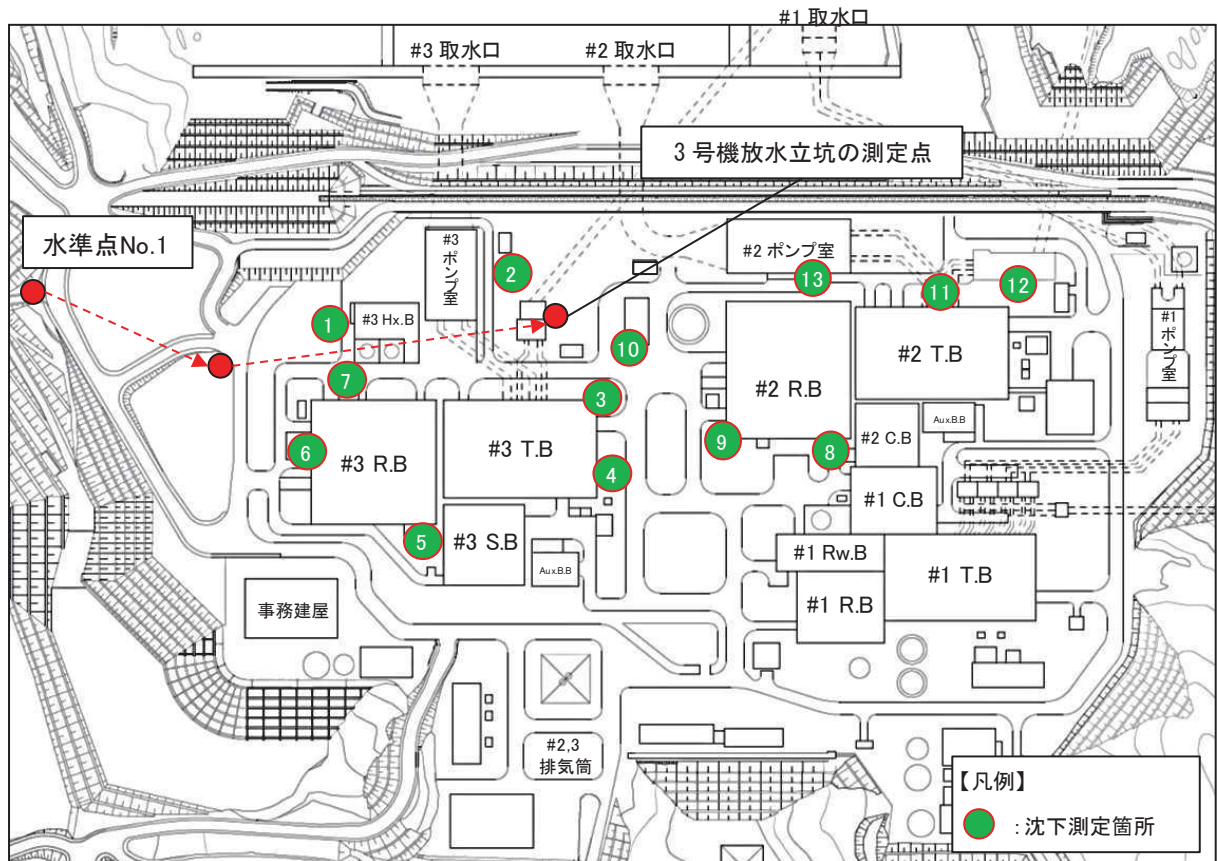 #1 取水口
#3 取水口
#2 取水口
3号機放水立坑の測定点
水準点No.1
#3 ポンプ室
2
#2 ポンプ室
13
11
12
#1 ポンプ室
1
#3 Hx.B
10
7
3
#2 R.B
#2 T.B
#3 R.B
#3 T.B
6
4
9
8
#2 C.B
Aux.B.B
#1 C.B
5
#3 S.B
Aux.B.B
#1 Rw.B
#1 T.B
#1 R.B
事務建屋
#2,3
排気筒
【凡例】
:沈下測定箇所